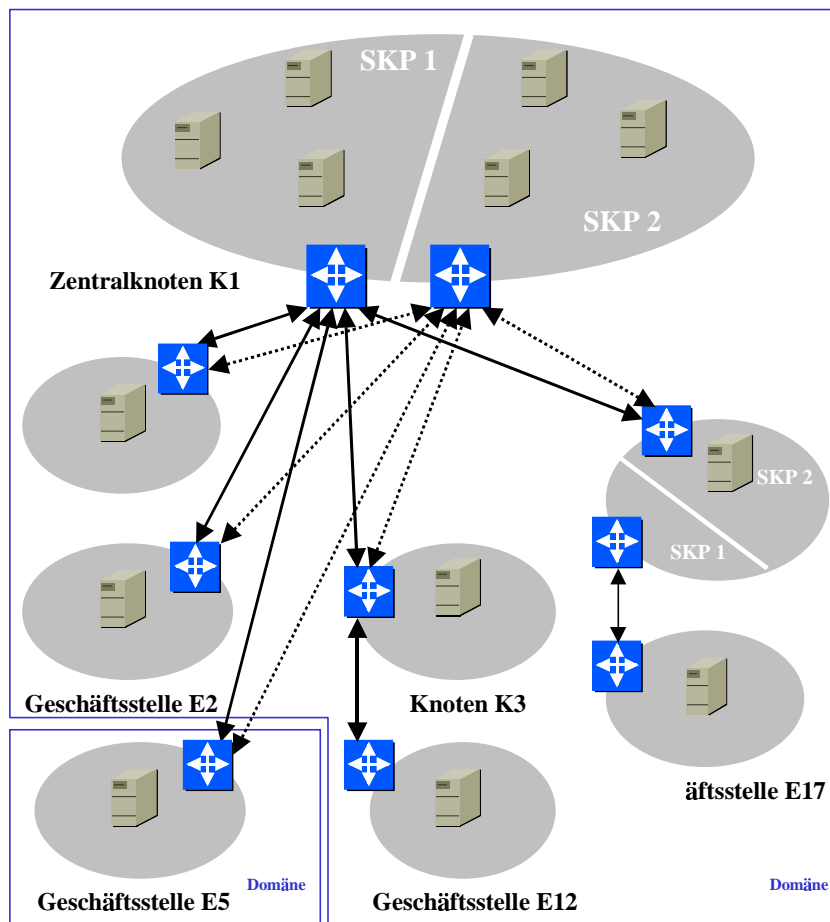 SKP 1
SKP 2
Zentralknoten K1
SKP 2
SKP 1
Geschäftsstelle E2
Knoten K3
äftsstelle E17
Geschäftsstelle E5
Domäne
Geschäftsstelle E12
Domäne